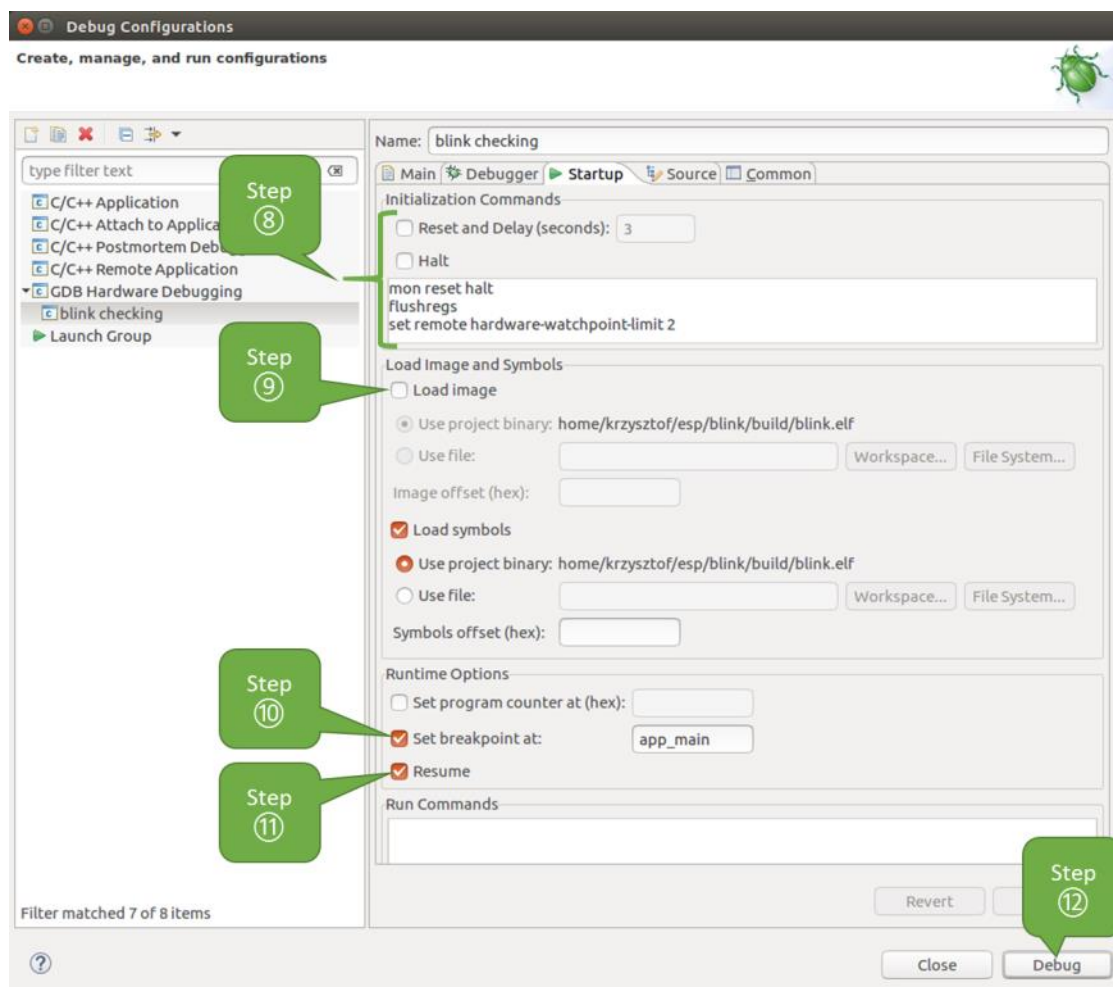 Debug Configurations
Create, manage, and run configurations
Name: blink checking
type filter text
Main Debugger Startup Source Common
C/C++ Application
C/C++ Attach to Applica
C/C++ Postmortem Debu
C/C++ Remote Application
GDB Hardware Debugging
blink checking
Launch Group
Step
⑧
Step
⑨
Initialization Commands
Reset and Delay (seconds): 3
Halt
mon reset halt
flushregs
set remote hardware-watchpoint-limit 2
Load Image and Symbols
Load image
Use project binary: home/krzysztof/esp/blink/build/blink.elf
Use file: Workspace... File System...
Image offset (hex):
Load symbols
Use project binary: home/krzysztof/esp/blink/build/blink.elf
Use file: Workspace... File System...
Symbols offset (hex):
Step
⑩
Runtime Options
Set program counter at (hex):
Set breakpoint at: app_main
Resume
Step
⑪
Run Commands
Step
⑫
Filter matched 7 of 8 items
Revert
? Close Debug